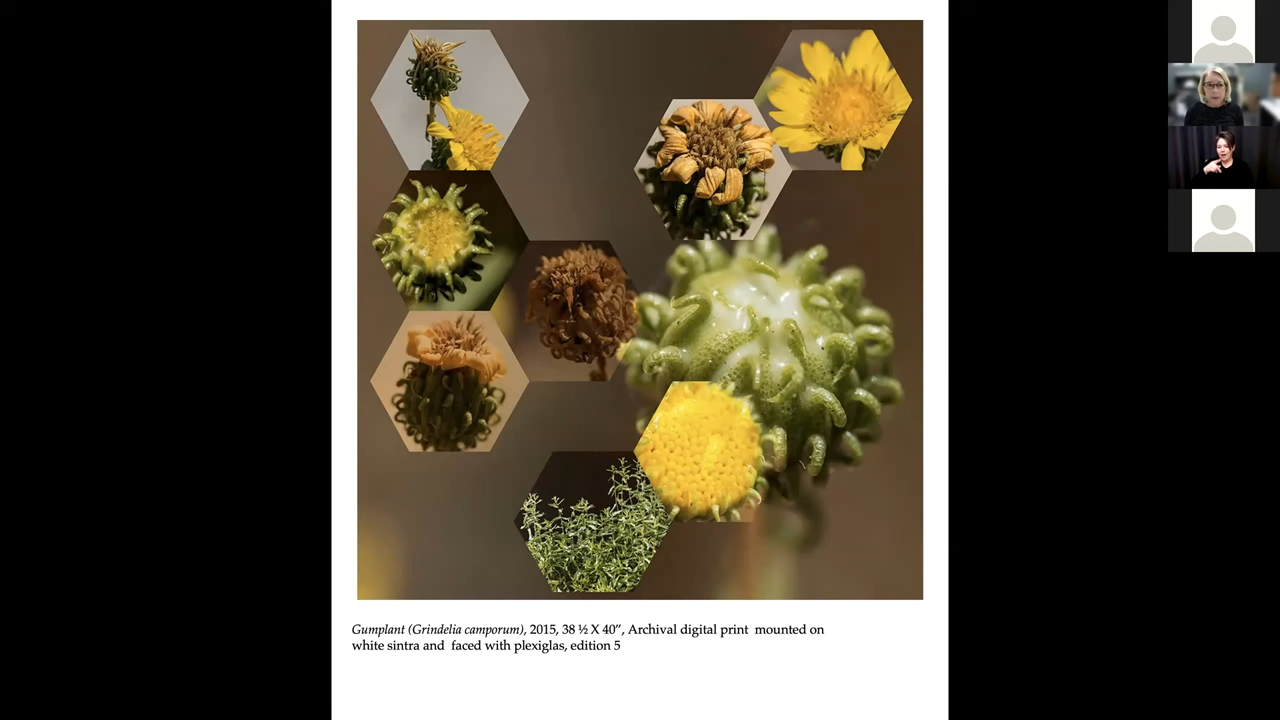 Gumplant (Grindelia camporum), 2015, 38 ½ X 40”, Archival digital print mounted on
white sintra and faced with plexiglas, edition 5